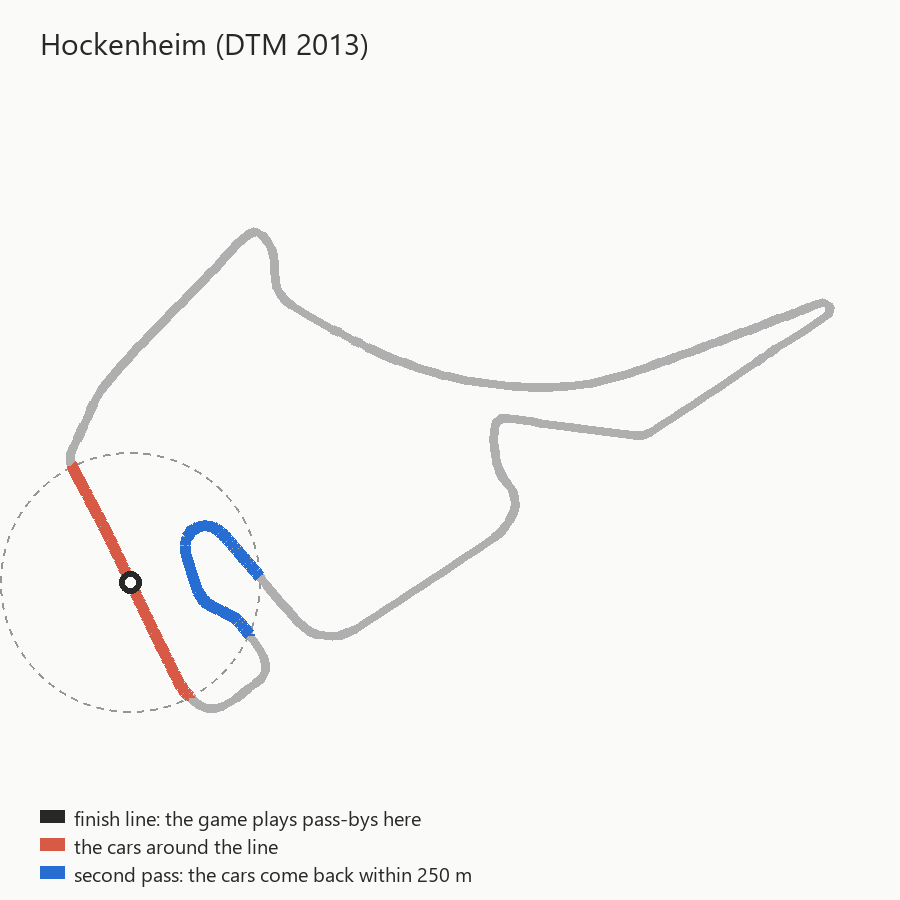 Hockenheim (DTM 2013)
finish line: the game plays pass-bys here
the cars around the line
second pass: the cars come back within 250 m